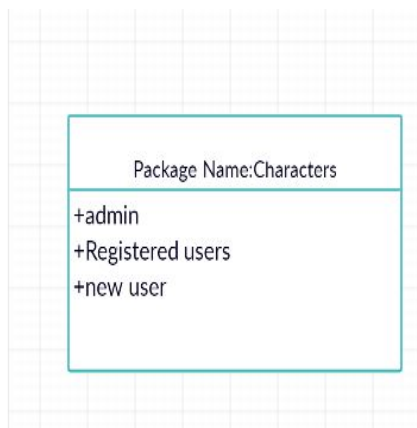 Package Name:Characters
+admin
+Registered users
+new user